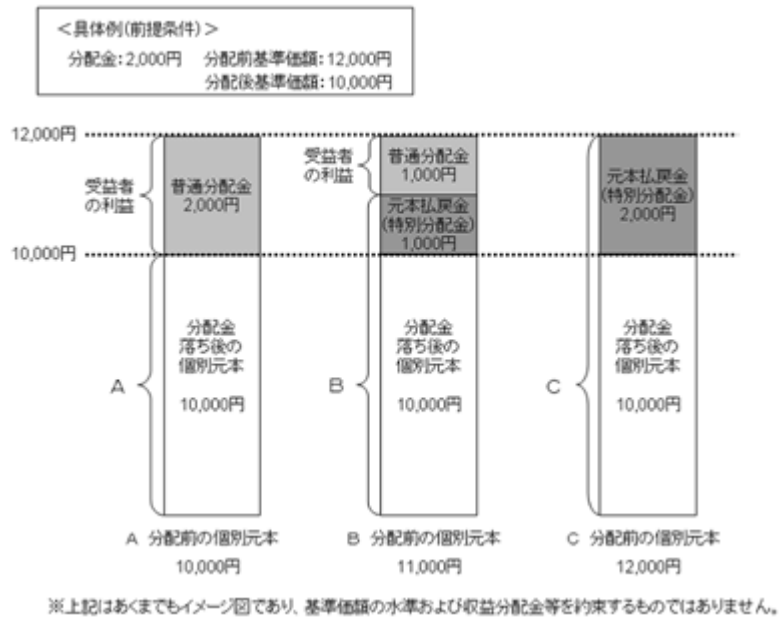 <具体例(前提条件)>
分配金:2,000円 分配前基準価額:12,000円
分配後基準価額:10,000円
12,000円
受益者
の利益
普通分配金
2,000円
受益者
の利益
普通分配金
1,000円
元本払戻金
(特別分配金)
1,000円
元本払戻金
(特別分配金)
2,000円
10,000円
A
分配金
落ち後の
個別元本
10,000円
B
分配金
落ち後の
個別元本
10,000円
C
分配金
落ち後の
個別元本
10,000円
A 分配前の個別元本
10,000円
B 分配前の個別元本
11,000円
C 分配前の個別元本
12,000円
※上記はあくまでもイメージ図であり、基準価額の水準および収益分配金等を約束するものではありません。